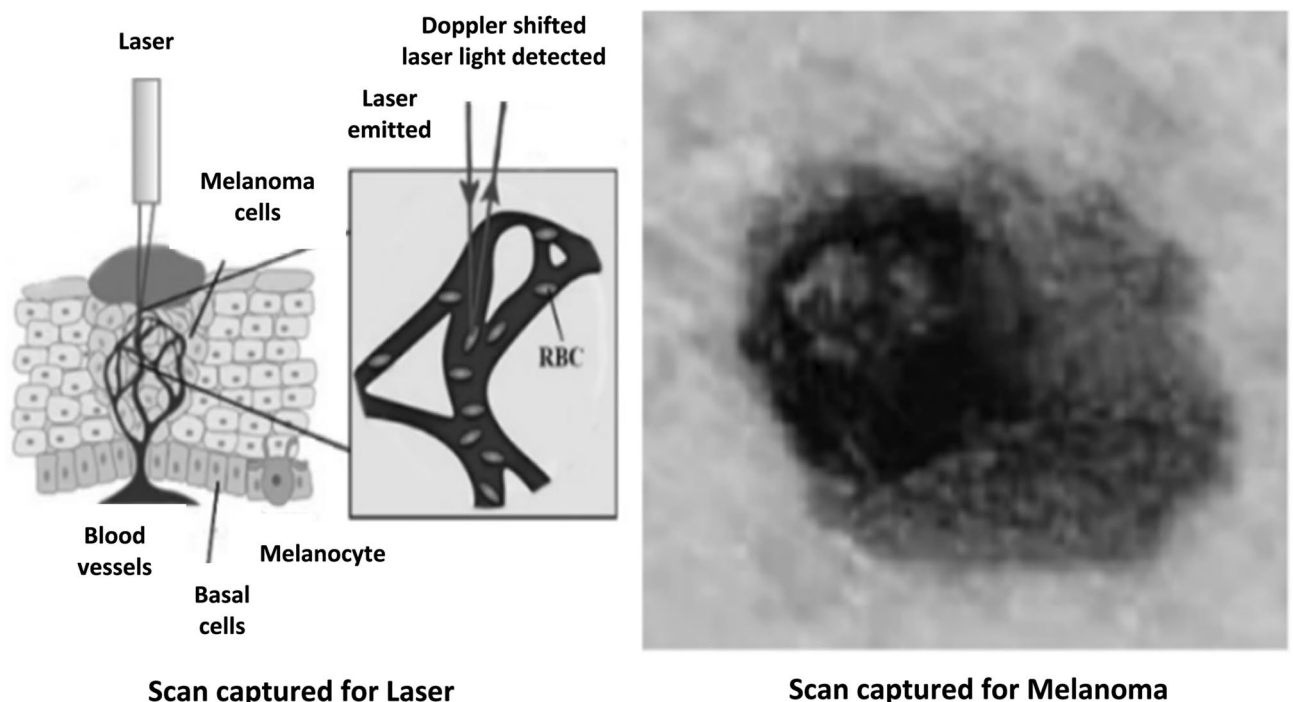 Laser
Doppler shifted
laser light detected
Laser
emitted
Melanoma
cells
RBC
Blood
vessels
Melanocyte
Basal
cells
Scan captured for Laser
Scan captured for Melanoma